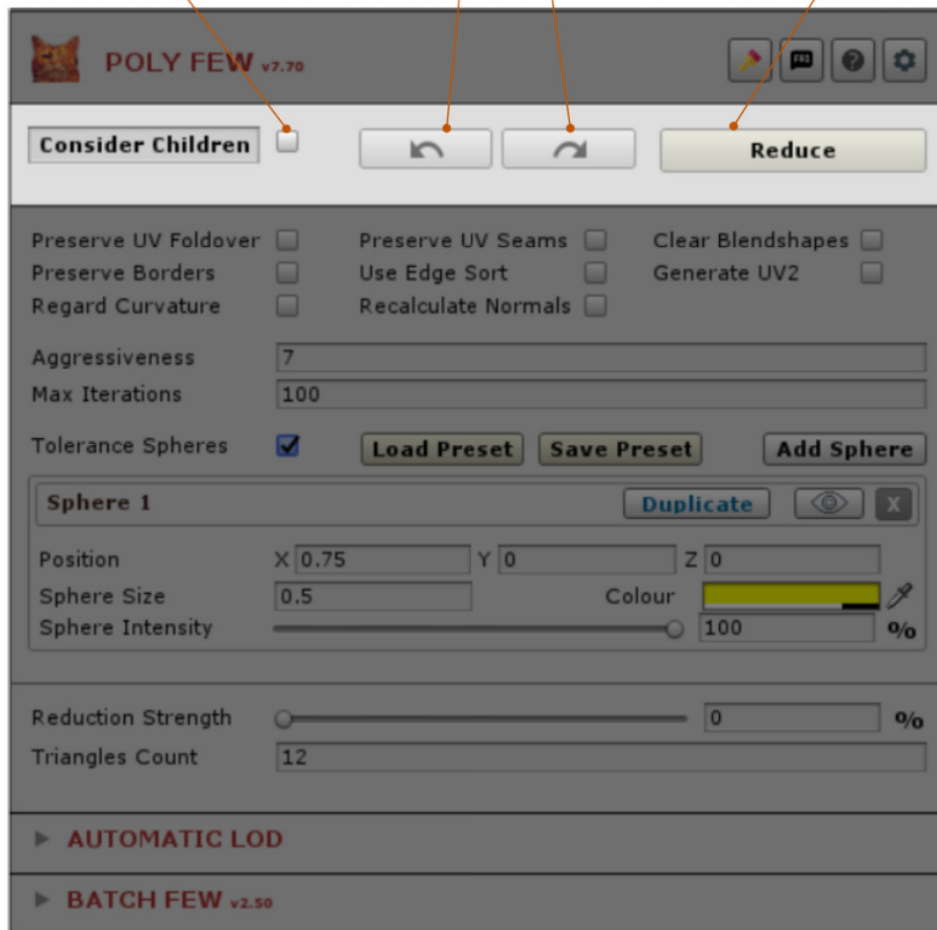 POLY FEW v7.70
FAQ
Consider Children
Reduce
Preserve UV Foldover Preserve UV Seams Clear Blendshapes
Preserve Borders Use Edge Sort Generate UV2
Regard Curvature Recalculate Normals
Aggressiveness 7
Max Iterations 100
Tolerance Spheres Load Preset Save Preset Add Sphere
Sphere 1 Duplicate X
Position X 0.75 Y 0 Z 0
Sphere Size 0.5 Colour
Sphere Intensity 100 %
Reduction Strength 0 %
Triangles Count 12
AUTOMATIC LOD
BATCH FEW v2.50